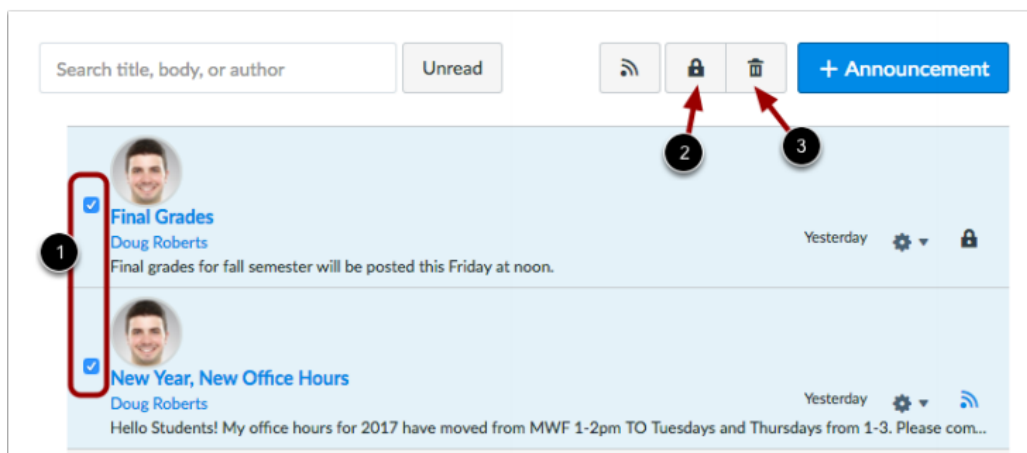 Search title, body, or author
Unread
+ Announcement
2
3
1
Final Grades
Doug Roberts
Yesterday
Final grades for fall semester will be posted this Friday at noon.
New Year, New Office Hours
Doug Roberts
Yesterday
Hello Students! My office hours for 2017 have moved from MWF 1-2pm TO Tuesdays and Thursdays from 1-3. Please com...